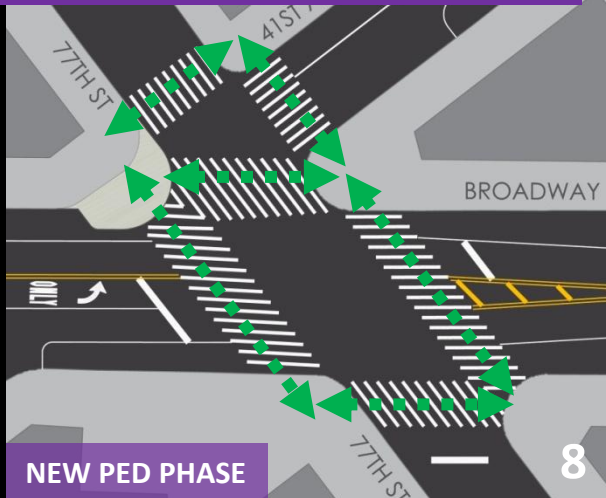 41ST
77TH ST
BROADWAY
ONLY
77TH ST
NEW PED PHASE
8